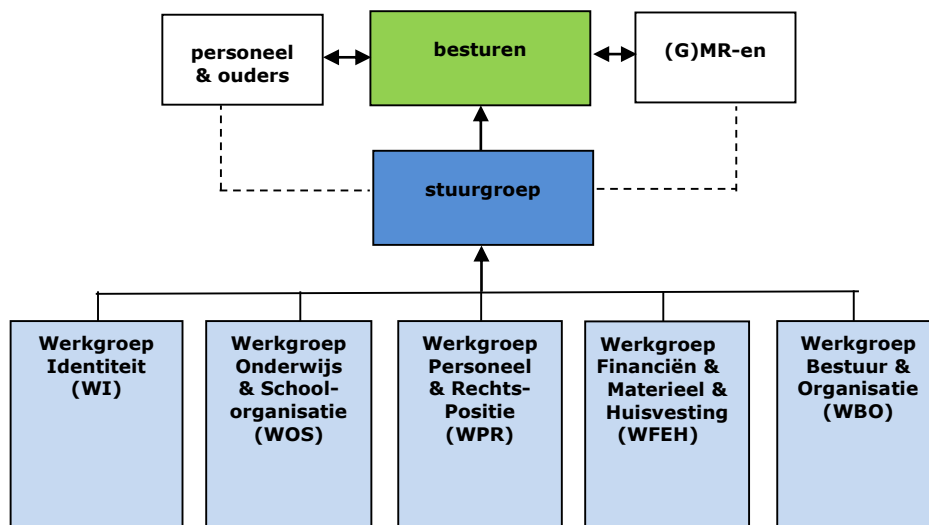 personeel
& ouders
besturen
(G)MR-en
stuurgroep
Werkgroep
Identiteit
(WI)
Werkgroep
Onderwijs
& School-
organisatie
(WOS)
Werkgroep
Personeel
& Rechts-
Positie
(WPR)
Werkgroep
Financiën &
Materieel &
Huisvesting
(WFEH)
Werkgroep
Bestuur &
Organisatie
(WBO)